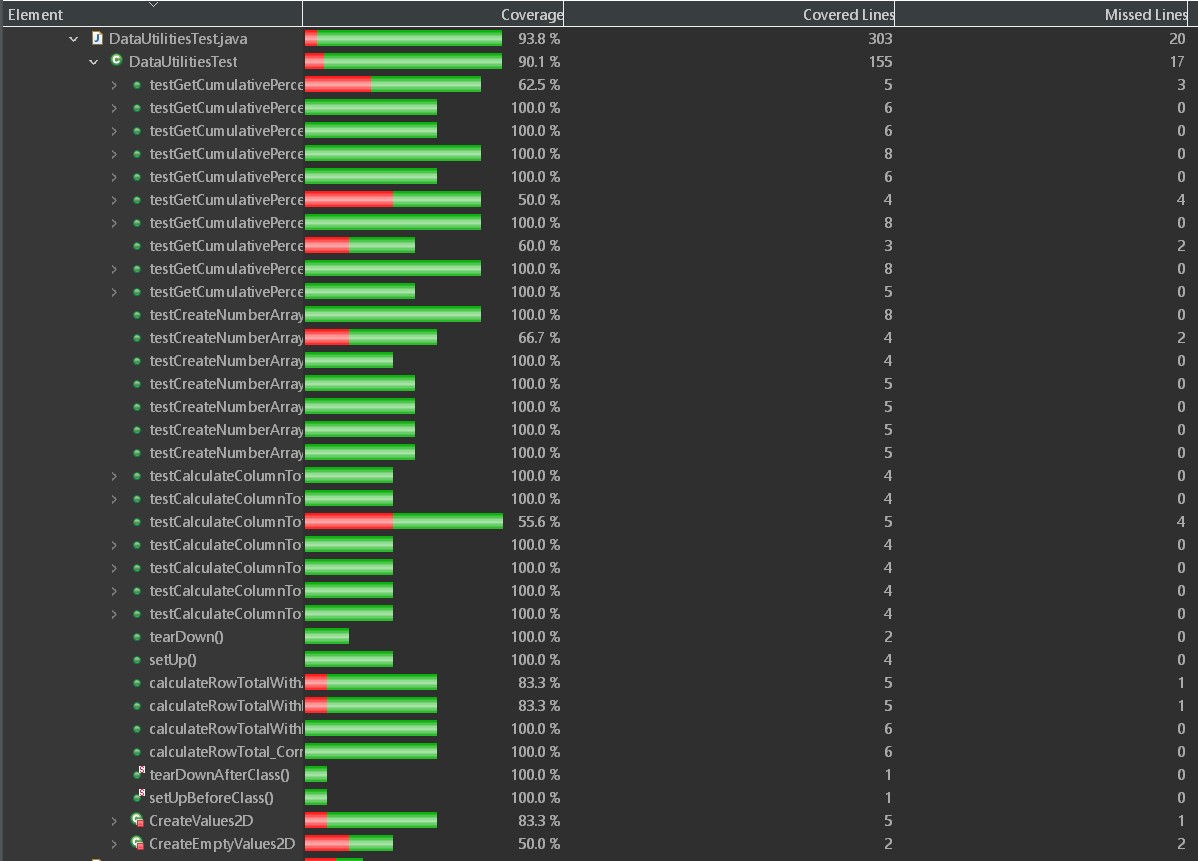 Element Coverage Covered Lines Missed Lines
DataUtilitiesTest.java 93.8 % 303 20
DataUtilitiesTest 90.1 % 155 17
testGetCumulativePerce 62.5 % 5 3
testGetCumulativePerce 100.0 % 6 0
testGetCumulativePerce 100.0 % 6 0
testGetCumulativePerce 100.0 % 8 0
testGetCumulativePerce 100.0 % 6 0
testGetCumulativePerce 50.0 % 4 4
testGetCumulativePerce 100.0 % 8 0
testGetCumulativePerce 60.0 % 3 2
testGetCumulativePerce 100.0 % 8 0
testGetCumulativePerce 100.0 % 5 0
testCreateNumberArray 100.0 % 8 0
testCreateNumberArray 66.7 % 4 2
testCreateNumberArray 100.0 % 4 0
testCreateNumberArray 100.0 % 5 0
testCreateNumberArray 100.0 % 5 0
testCreateNumberArray 100.0 % 5 0
testCreateNumberArray 100.0 % 5 0
testCalculateColumnTo 100.0 % 4 0
testCalculateColumnTo 100.0 % 4 0
testCalculateColumnTo 55.6 % 5 4
testCalculateColumnTo 100.0 % 4 0
testCalculateColumnTo 100.0 % 4 0
testCalculateColumnTo 100.0 % 4 0
testCalculateColumnTo 100.0 % 4 0
tearDown() 100.0 % 2 0
setUp() 100.0 % 4 0
calculateRowTotalWith 83.3 % 5 1
calculateRowTotalWith 83.3 % 5 1
calculateRowTotalWith 100.0 % 6 0
calculateRowTotal_Corr 100.0 % 6 0
tearDownAfterClass() 100.0 % 1 0
setUpBeforeClass() 100.0 % 1 0
CreateValues2D 83.3 % 5 1
CreateEmptyValues2D 50.0 % 2 2